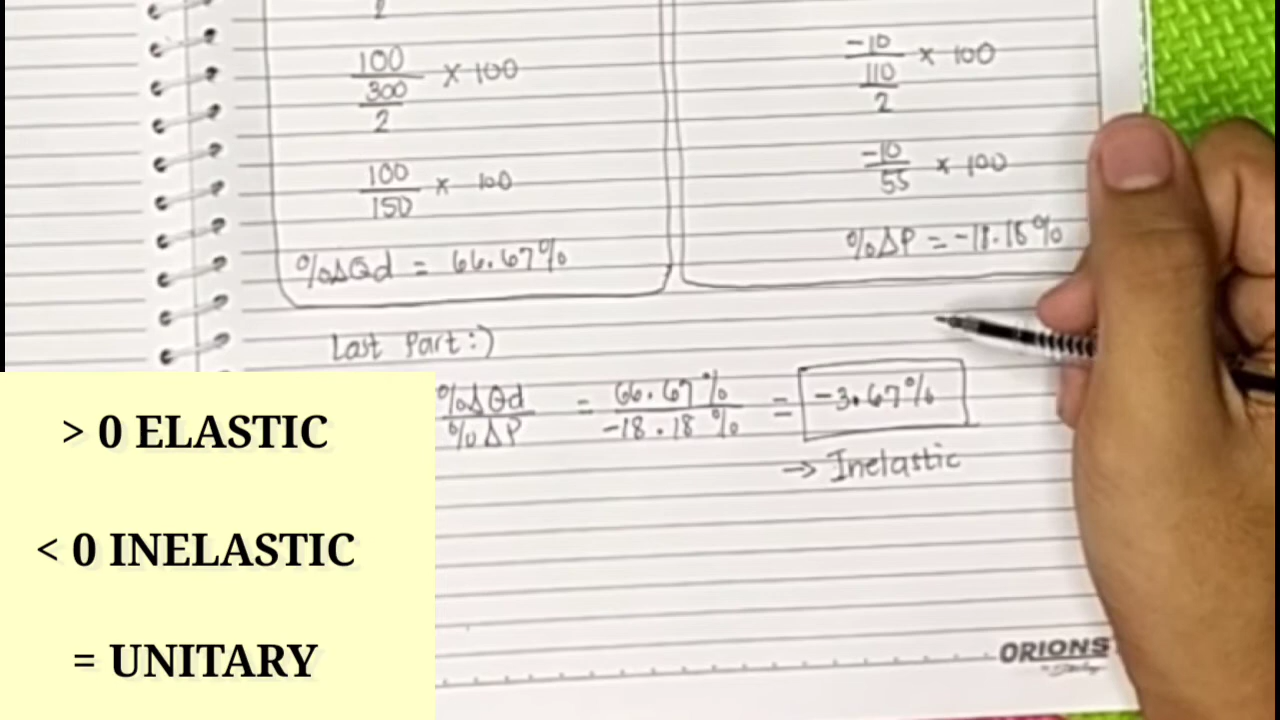 2
100
300
2
× 100
100
150
× 100
%ΔQd = 66.67%
-10
110
2
× 100
-10
55
× 100
%ΔP = -18.18%
Last Part:)
%ΔQd
%ΔP
= 66.67%
-18.18%
= -3.67%
→ Inelastic
> 0 ELASTIC
< 0 INELASTIC
= UNITARY
ORIONS